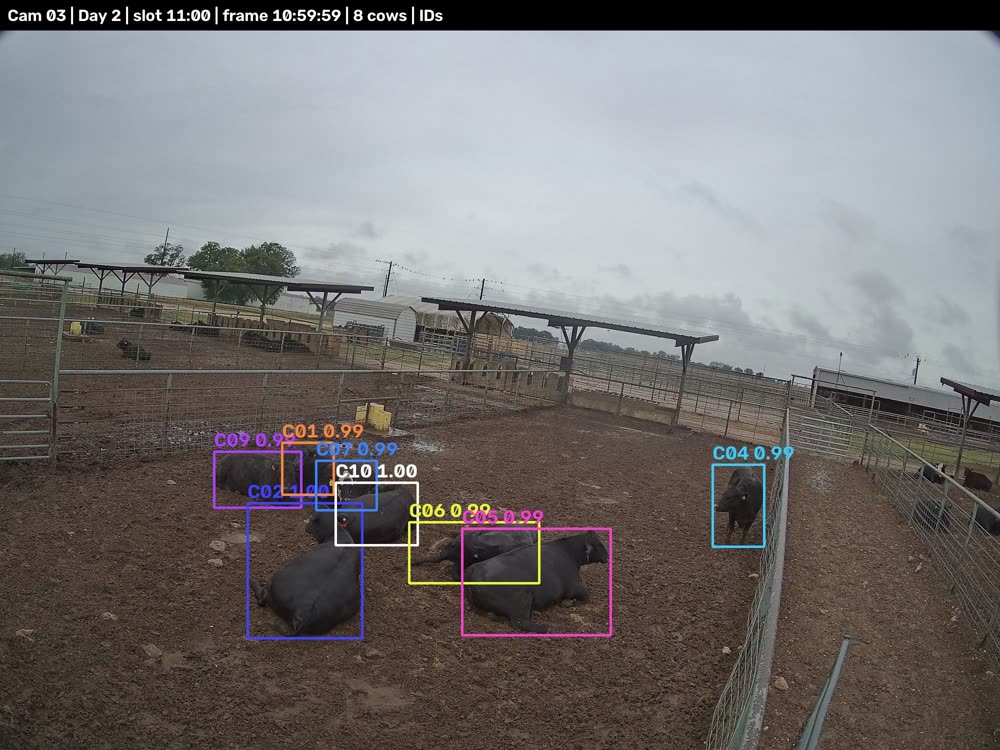 Cam 03 | Day 2 | slot 11:00 | frame 10:59:59 | 8 cows | IDs
C01 0.99
C09 0.99
C07 0.99
C04 0.99
C10 1.00
C02 1.00
C06 0.99
C05 0.99